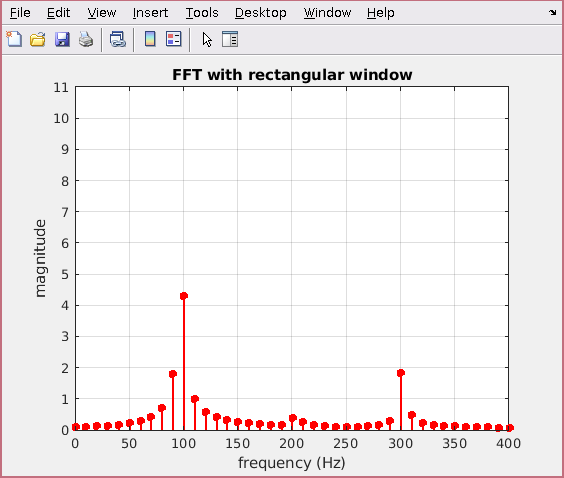 File Edit View Insert Tools Desktop Window Help
FFT with rectangular window
11
10
9
8
7
6
5
4
3
2
1
0
magnitude
0 50 100 150 200 250 300 350 400
frequency (Hz)